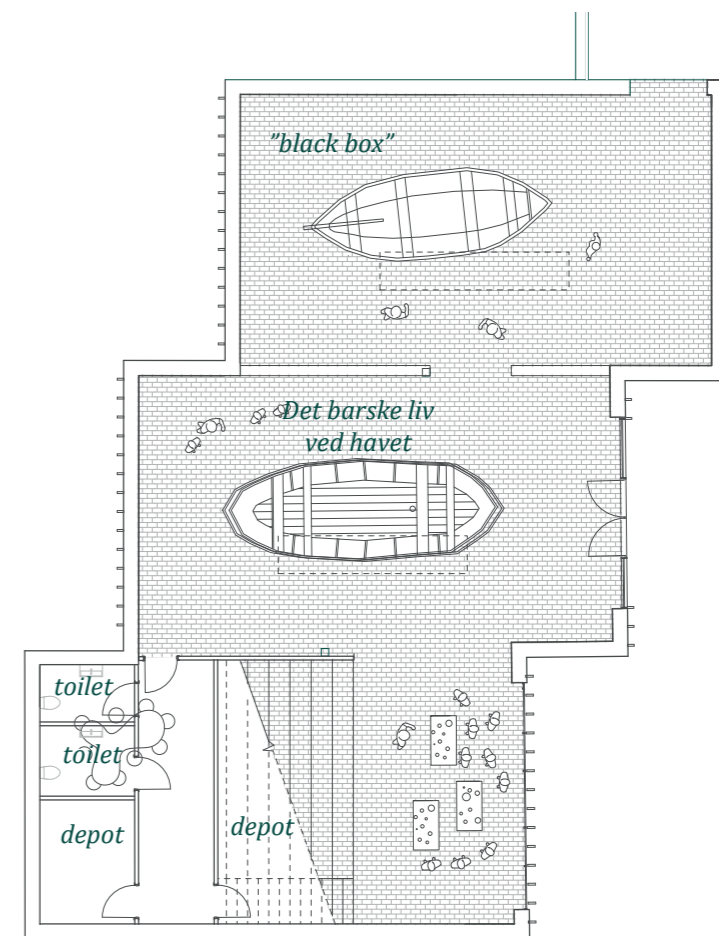 ”black box”
Det barske liv
ved havet
toilet
toilet
depot
depot